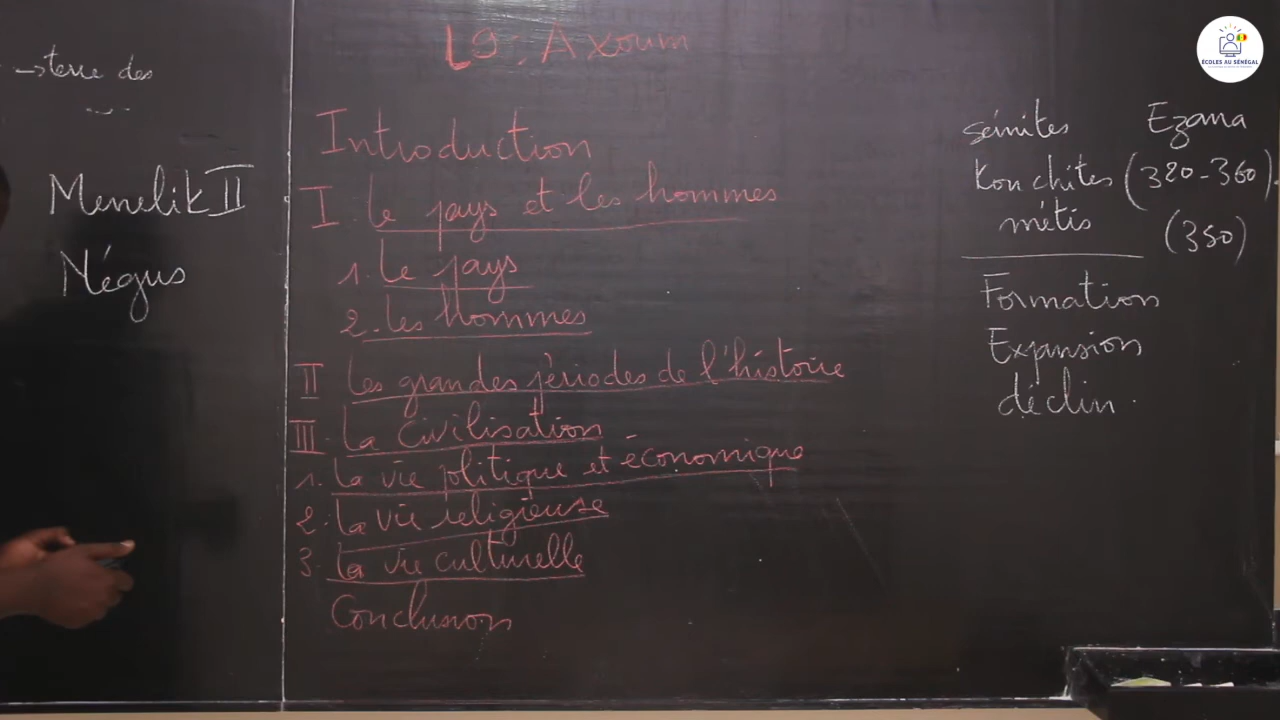 L9: Axoum
→ terre des
Menelik II
Négus
Introduction
I. Le pays et les hommes
1. Le pays
2. Les hommes
II Les grandes périodes de l'histoire
III. La civilisation
1. La vie politique et économique
2. La vie religieuse
3. La vie culturelle
Conclusion
sémites Ezana
Konchites (320-360)
métis (350)
Formation
Expansion
déclin.
ÉCOLES AU SÉNÉGAL